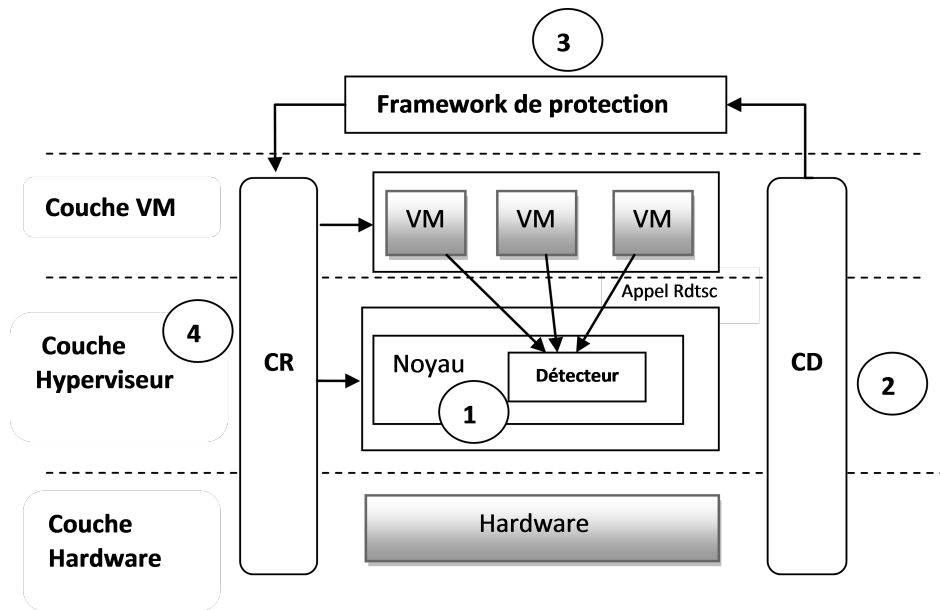 3
Framework de protection
Couche VM
VM
VM
VM
Appel Rdtsc
4
Couche
Hyperviseur
CR
Noyau
Détecteur
1
CD
2
Couche
Hardware
Hardware